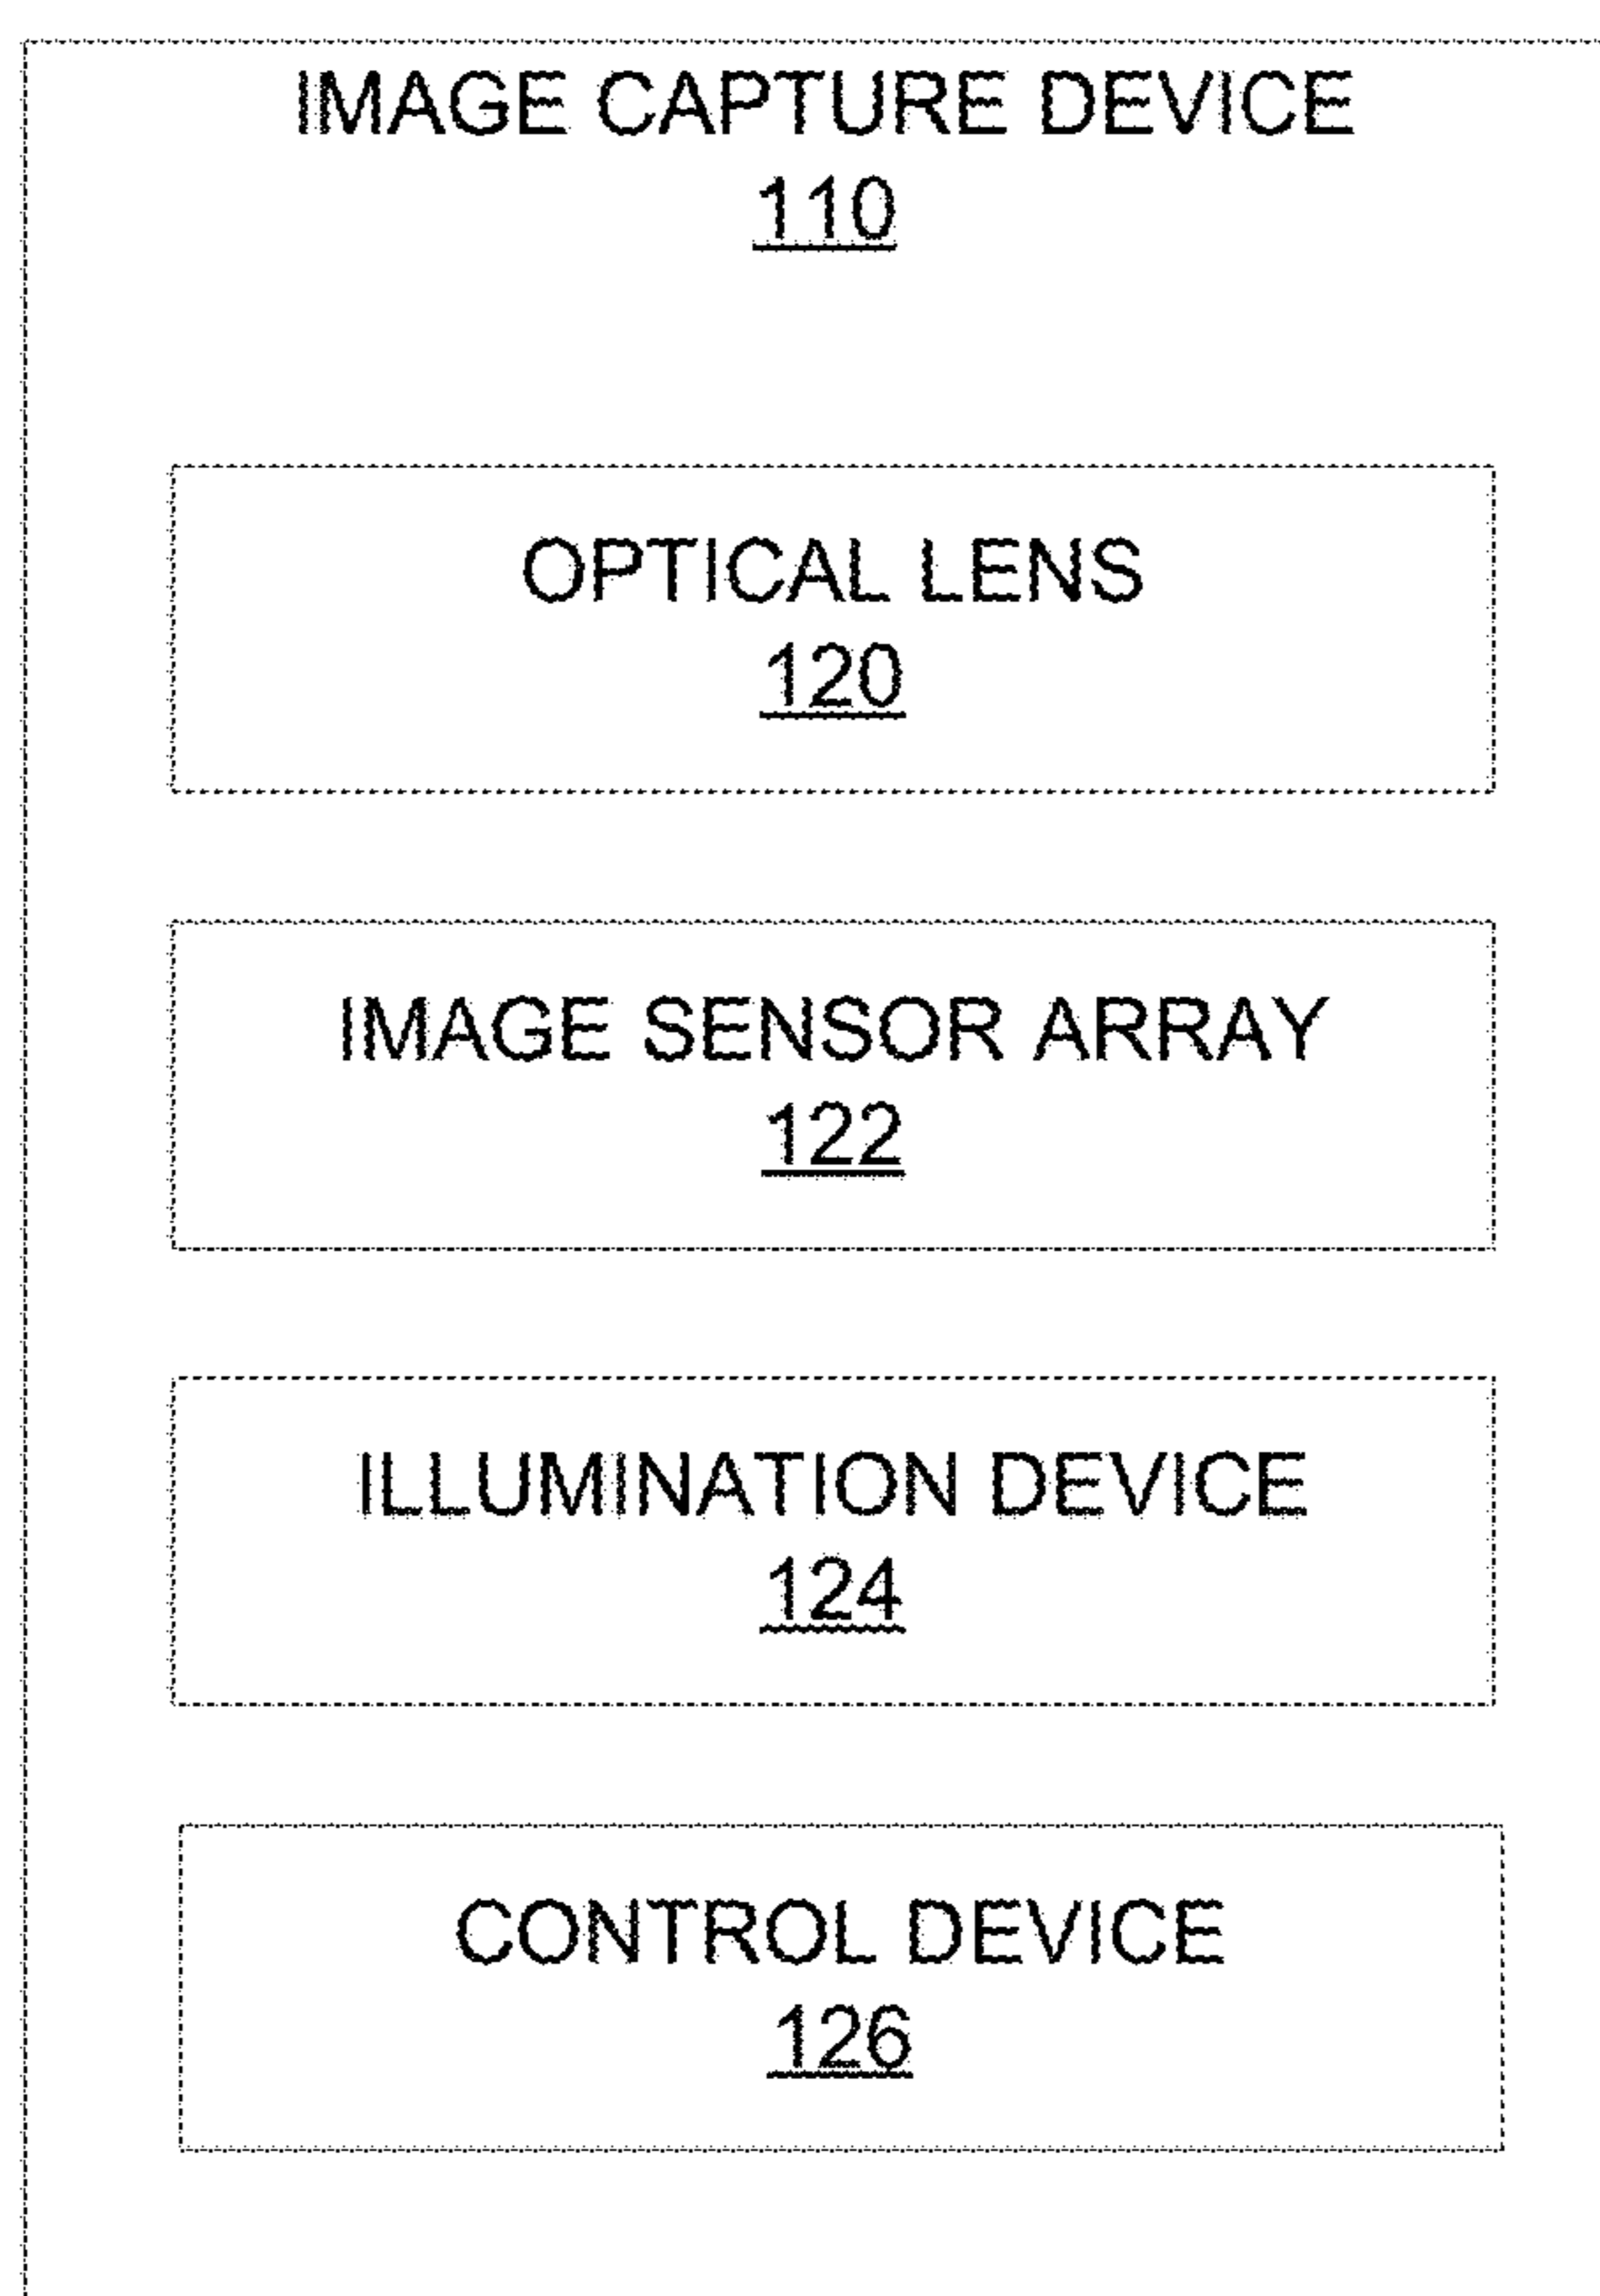 IMAGE CAPTURE DEVICE
110
OPTICAL LENS
120
IMAGE SENSOR ARRAY
122
ILLUMINATION DEVICE
124
CONTROL DEVICE
126